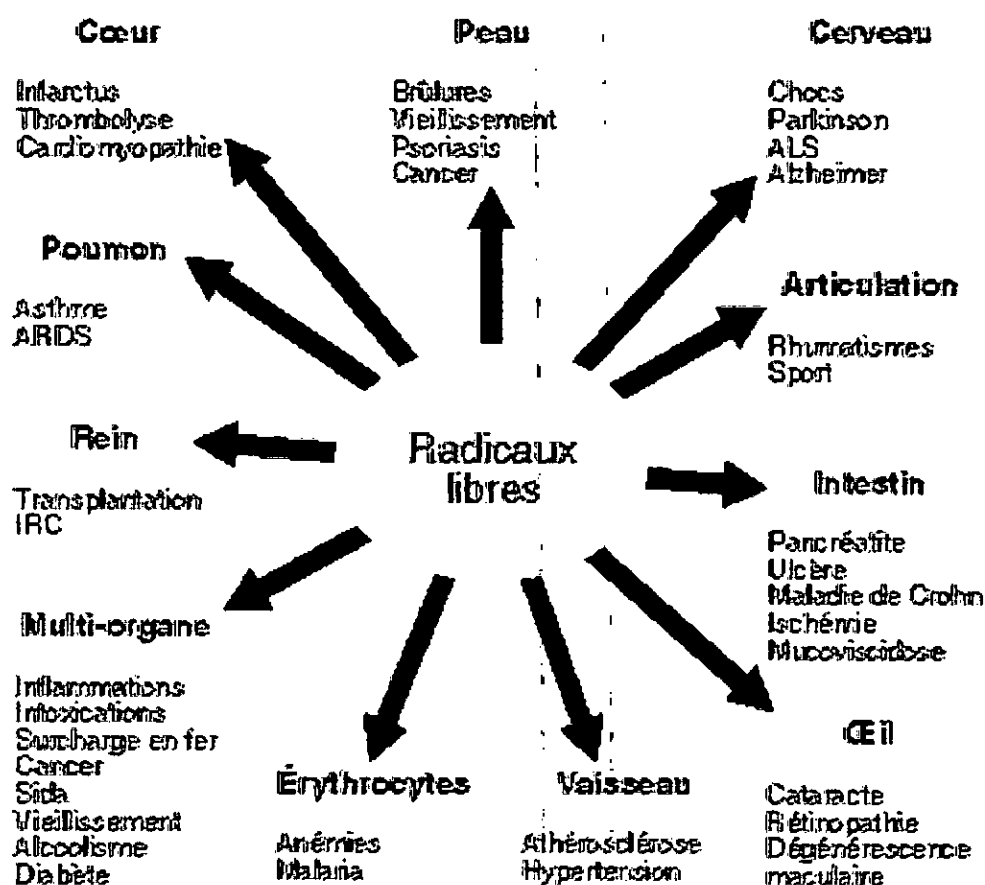 Cœur
Infarctus
Thrombolyse
Cardiomyopathie
Peau
Brûlures
Vieillissement
Psoriasis
Cancer
Cerveau
Chocs
Parkinson
ALS
Alzheimer
Poumon
Asthme
ARDS
Articulation
Rhumatismes
Sport
Rein
Transplantation
IRC
Radicaux
libres
Intestin
Pancréatite
Ulcère
Maladie de Crohn
Ischémie
Mucoviscidose
Multi-organe
Inflammations
Intoxications
Surcharge en fer
Cancer
Sida
Vieillissement
Alcoolisme
Diabète
Érythrocytes
Anémies
Malaria
Vaisseau
Athérosclérose
Hypertension
Œil
Cataracte
Rétinopathie
Dégénérescence
maculaire